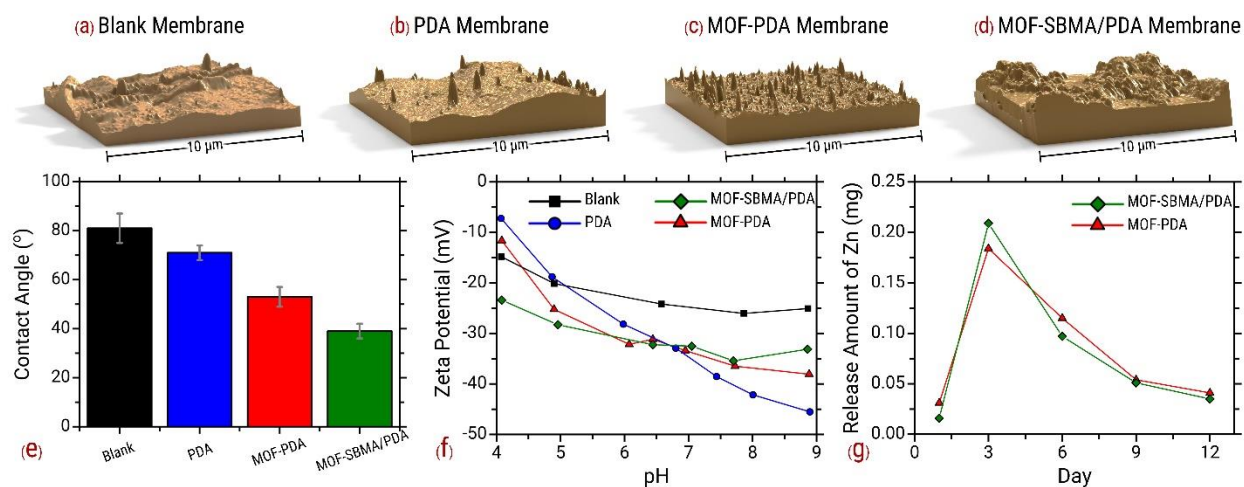 (a) Blank Membrane
(b) PDA Membrane
(c) MOF-PDA Membrane
(d) MOF-SBMA/PDA Membrane
10 µm
10 µm
10 µm
10 µm
Contact Angle (º)
100
80
60
40
20
0
Blank
PDA
MOF-PDA
MOF-SBMA/PDA
(e)
Zeta Potential (mV)
0
-10
-20
-30
-40
-50
Blank
PDA
MOF-SBMA/PDA
MOF-PDA
4
5
6
7
8
9
pH
(f)
Release Amount of Zn (mg)
0.25
0.20
0.15
0.10
0.05
0.00
MOF-SBMA/PDA
MOF-PDA
0
3
6
9
12
Day
(g)